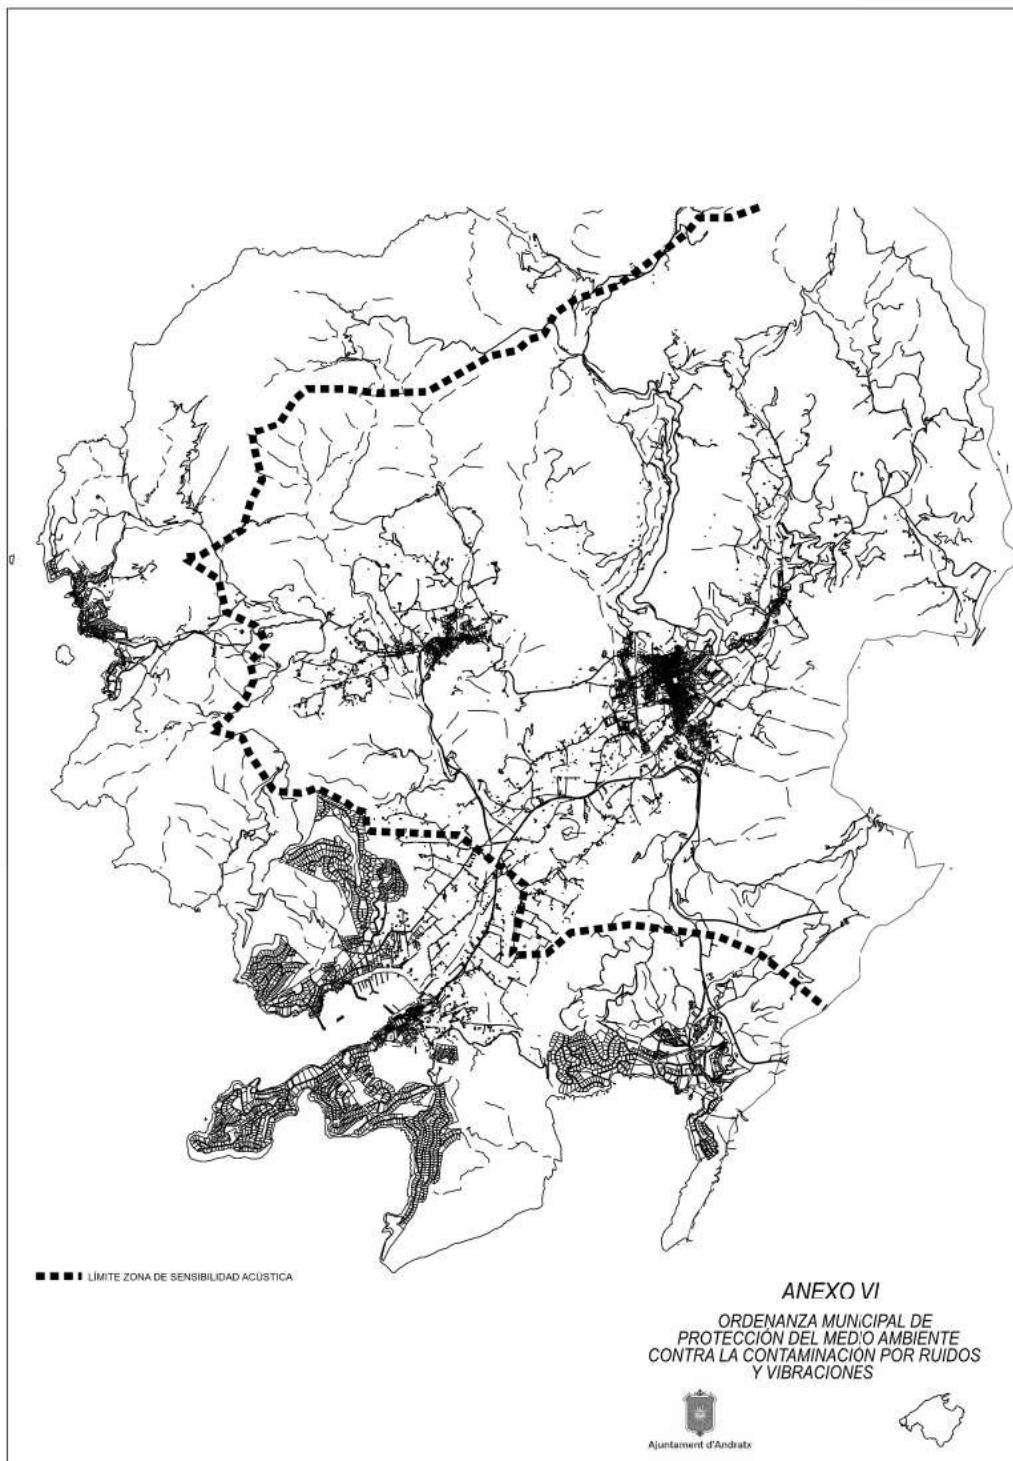 LÍMITE ZONA DE SENSIBILIDAD ACÚSTICA
ANEXO VI
ORDENANZA MUNICIPAL DE
PROTECCIÓN DEL MEDIO AMBIENTE
CONTRA LA CONTAMINACIÓN POR RUIDOS
Y VIBRACIONES
Ajuntament d'Andratx